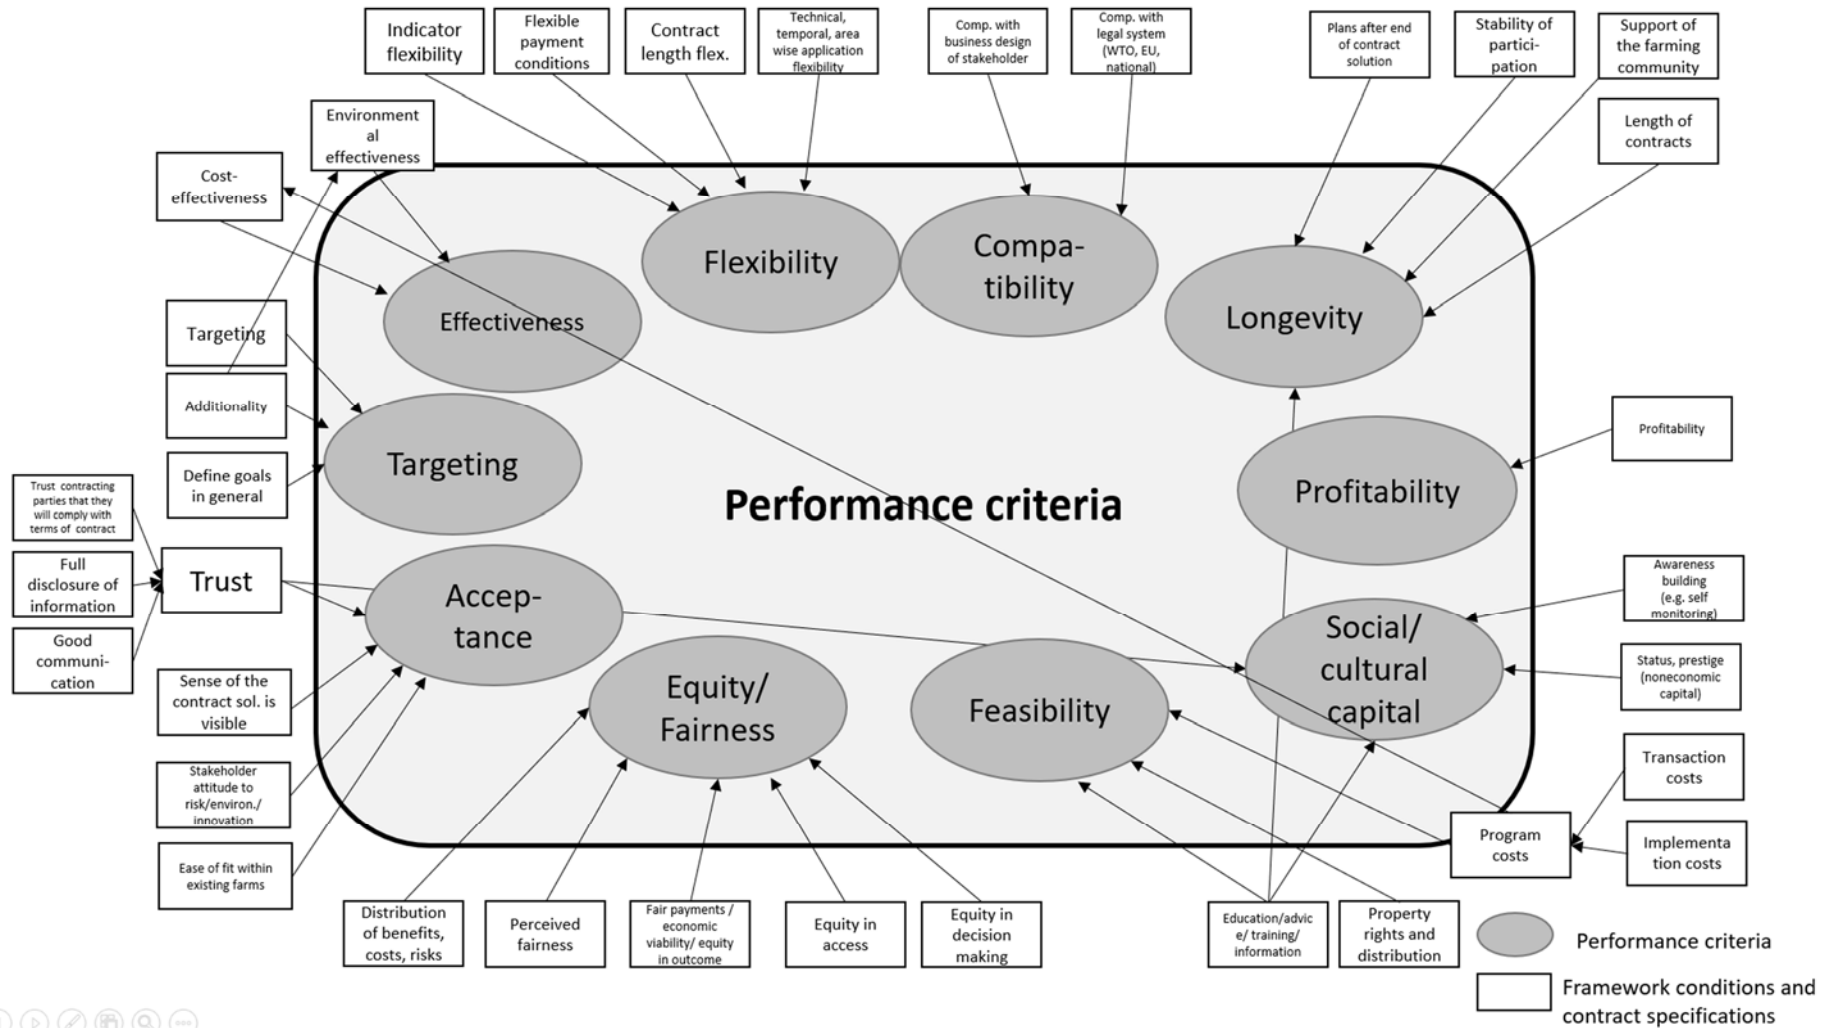 Indicator
flexibility
Flexible
payment
conditions
Contract
length flex.
Technical,
temporal, area
wise application
flexibility
Comp. with
business design
of stakeholder
Comp. with
legal system
(WTO, EU,
national)
Plans after end
of contract
solution
Stability of
partici-
pation
Support of
the farming
community
Length of
contracts
Environment
al
effectiveness
Cost-
effectiveness
Flexibility
Compa-
tibility
Longevity
Effectiveness
Targeting
Additionality
Define goals
in general
Targeting
Performance criteria
Profitability
Profitability
Trust contracting
parties that they
will comply with
terms of contract
Full
disclosure of
information
Good
communi-
cation
Trust
Accep-
tance
Sense of the
contract sol. is
visible
Stakeholder
attitude to
risk/environ./
innovation
Ease of fit within
existing farms
Equity/
Fairness
Feasibility
Social/
cultural
capital
Awareness
building
(e.g. self
monitoring)
Status, prestige
(noneconomic
capital)
Transaction
costs
Program
costs
Implementa
tion costs
Distribution
of benefits,
costs, risks
Perceived
fairness
Fair payments /
economic
viability/ equity
in outcome
Equity in
access
Equity in
decision
making
Education/advic
e/ training/
information
Property
rights and
distribution
Performance criteria
Framework conditions and
contract specifications